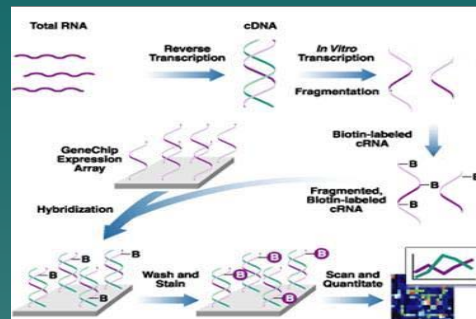 Total RNA
Reverse
Transcription
cDNA
In Vitro
Transcription
Fragmentation
GeneChip
Expression
Array
Biotin-labeled
cRNA
B
B
B
B
Fragmented,
Biotin-labeled
cRNA
Hybridization
B
B
B
B
Wash and
Stain
B
B
B
Scan and
Quantitate